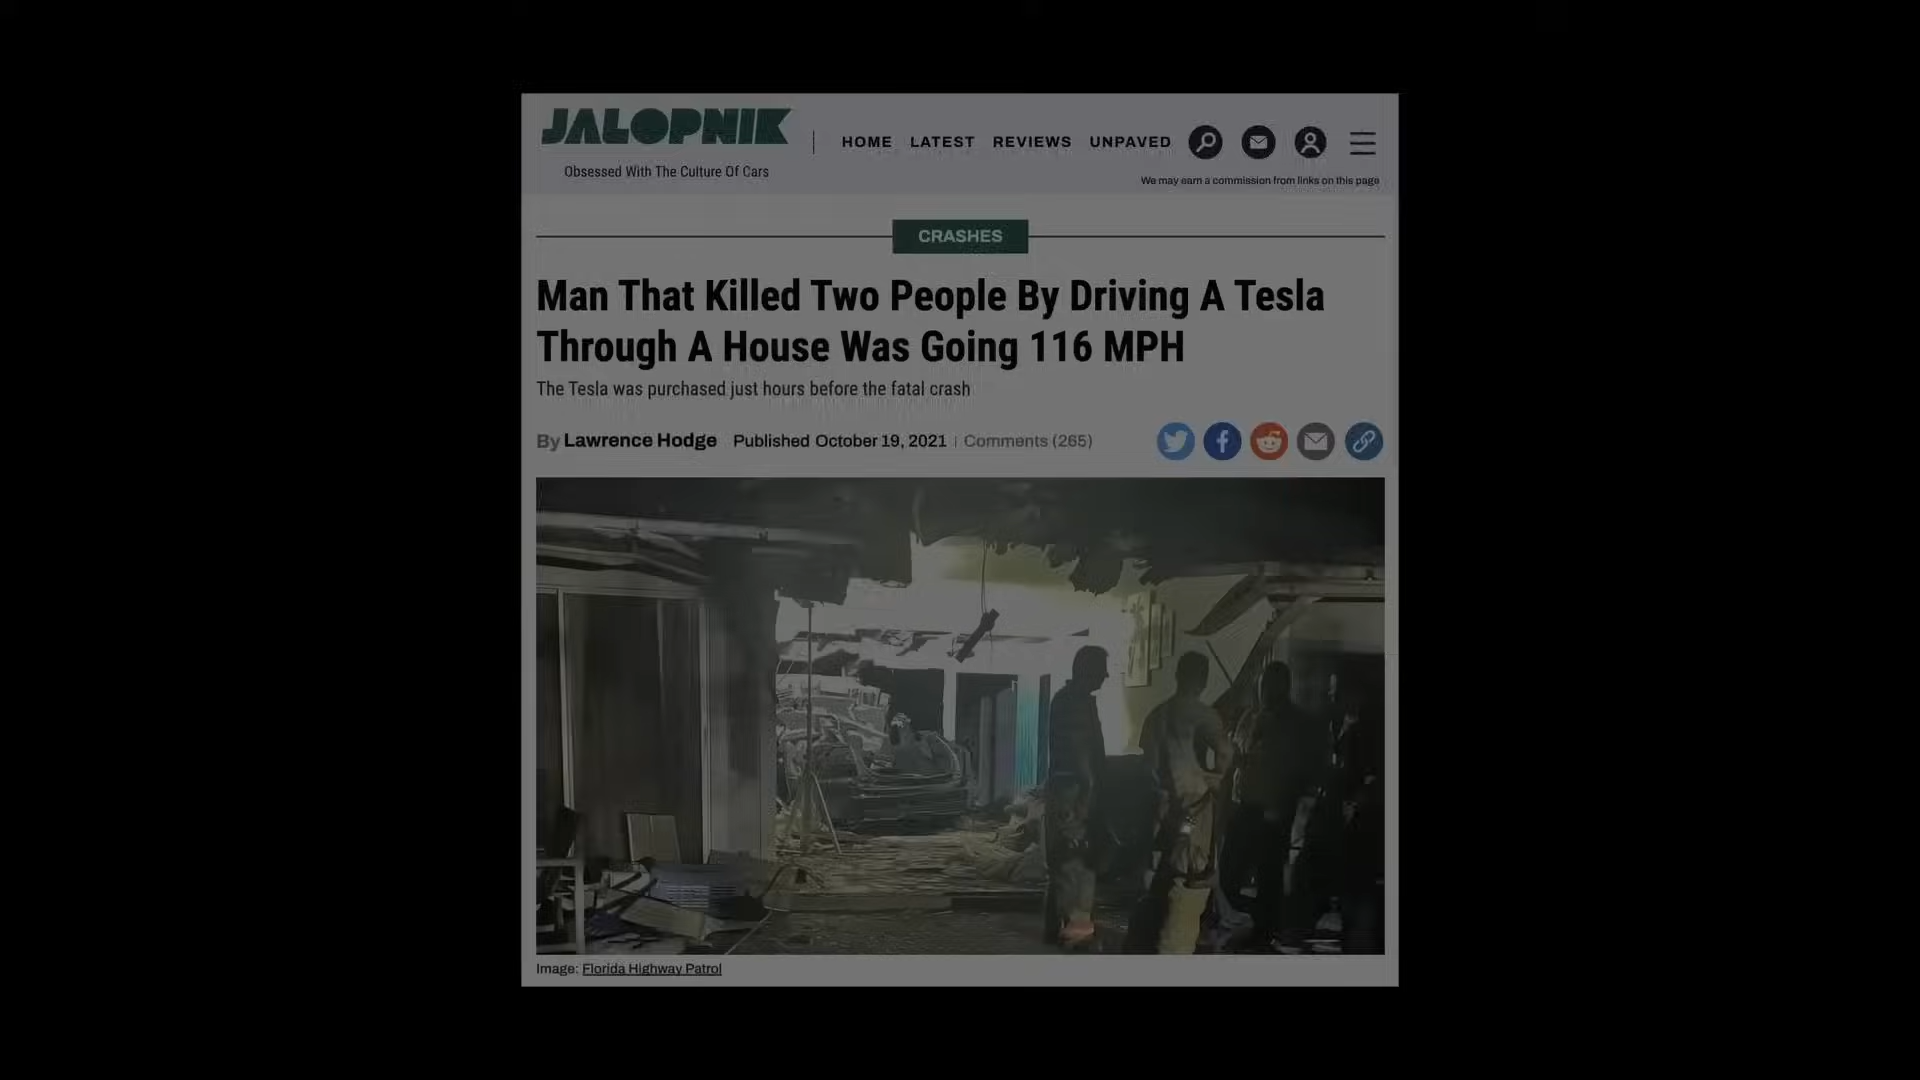 JALOPNIK
Obsessed With The Culture Of Cars
HOME LATEST REVIEWS UNPAVED
We may earn a commission from links on this page
CRASHES
Man That Killed Two People By Driving A Tesla
Through A House Was Going 116 MPH
The Tesla was purchased just hours before the fatal crash
By Lawrence Hodge Published October 19, 2021 | Comments (265)
Image: Florida Highway Patrol